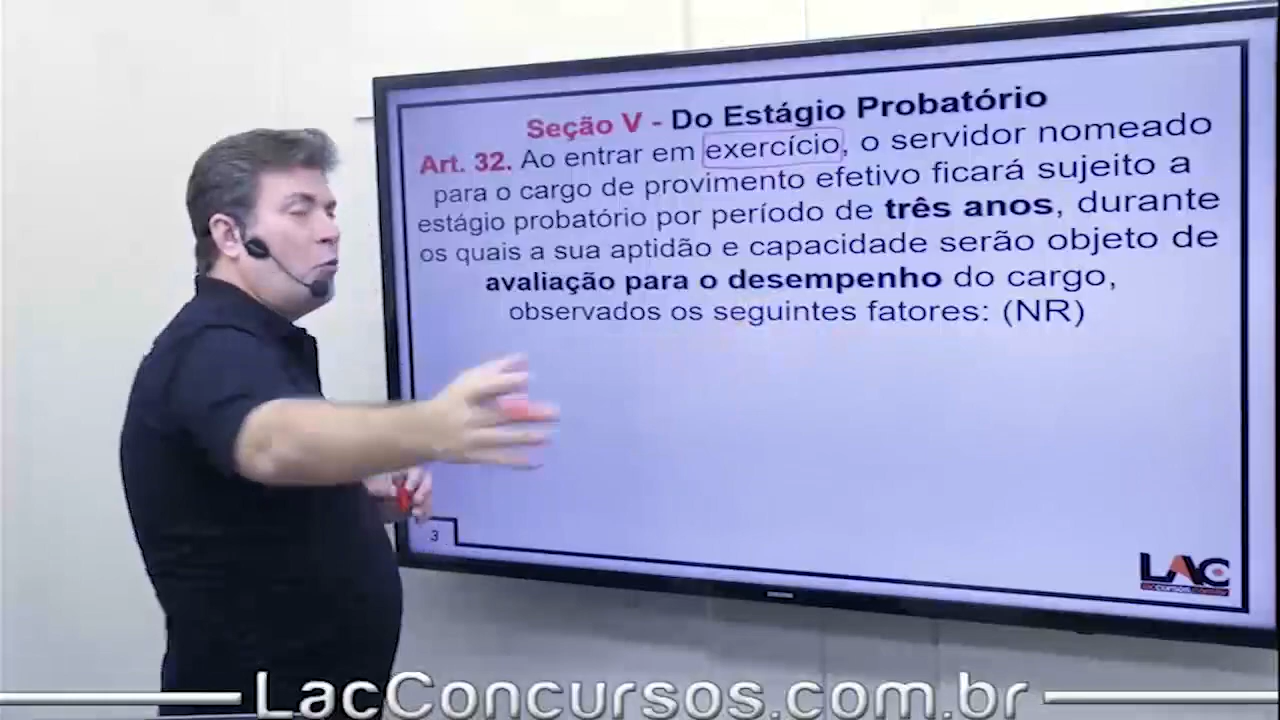 Seção V - Do Estágio Probatório
Art. 32. Ao entrar em exercício, o servidor nomeado
para o cargo de provimento efetivo ficará sujeito a
estágio probatório por período de três anos, durante
os quais a sua aptidão e capacidade serão objeto de
avaliação para o desempenho do cargo,
observados os seguintes fatores: (NR)
3
LAC
LacConcursos.com.br